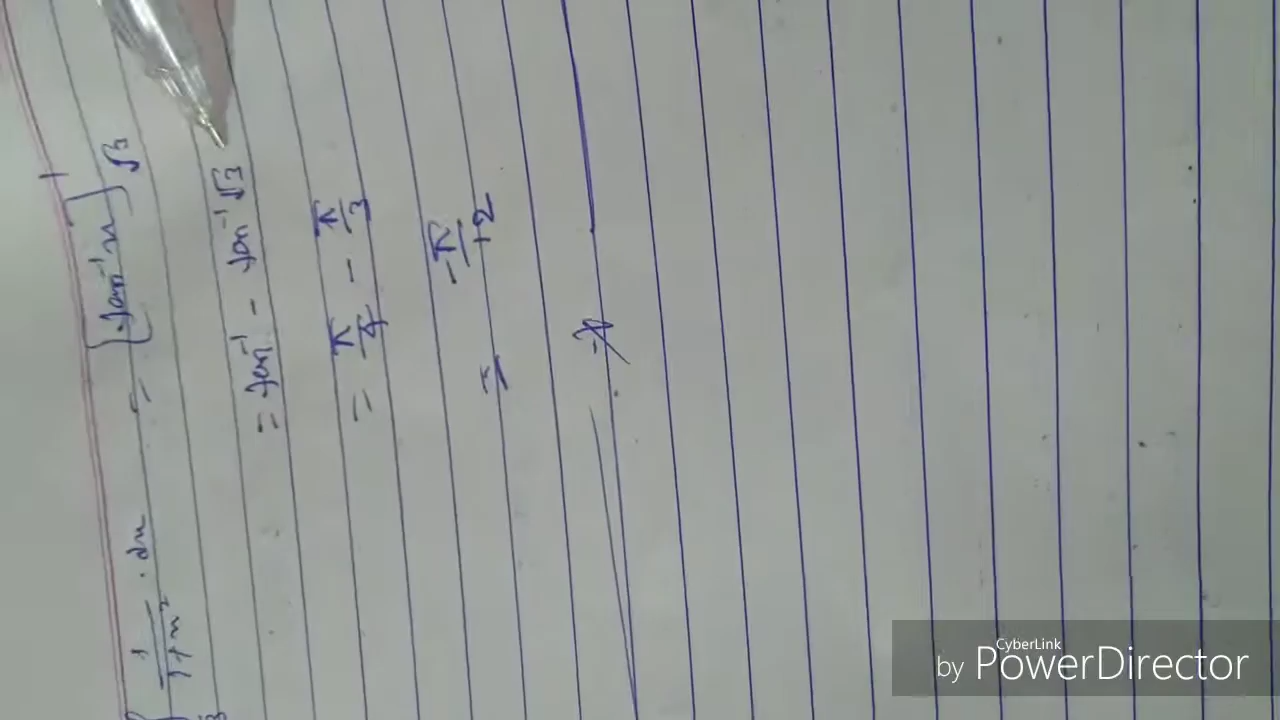 ∫ 1/(1+x²) . dx = [tan⁻¹x] 1 √3
= tan⁻¹ - tan⁻¹√3
= π/4 - π/3
= -π/12
CyberLink
by PowerDirector